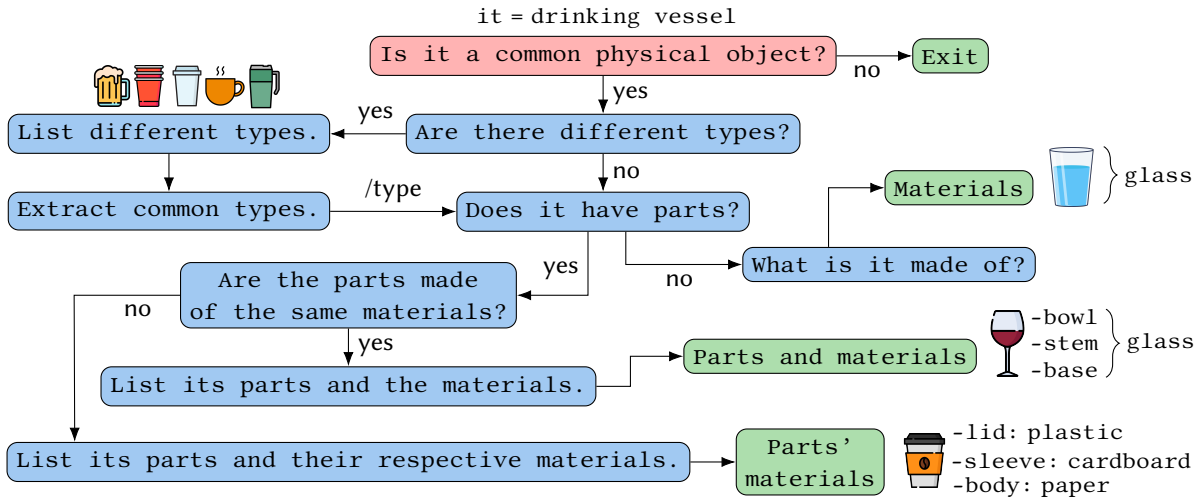 it = drinking vessel
Is it a common physical object?
no
Exit
yes
yes
List different types.
Are there different types?
no
/type
Materials
glass
Extract common types.
Does it have parts?
yes
no
What is it made of?
Are the parts made
of the same materials?
no
yes
-bowl
-stem
-base
glass
Parts and materials
List its parts and the materials.
-lid: plastic
-sleeve: cardboard
-body: paper
Parts’
materials
List its parts and their respective materials.